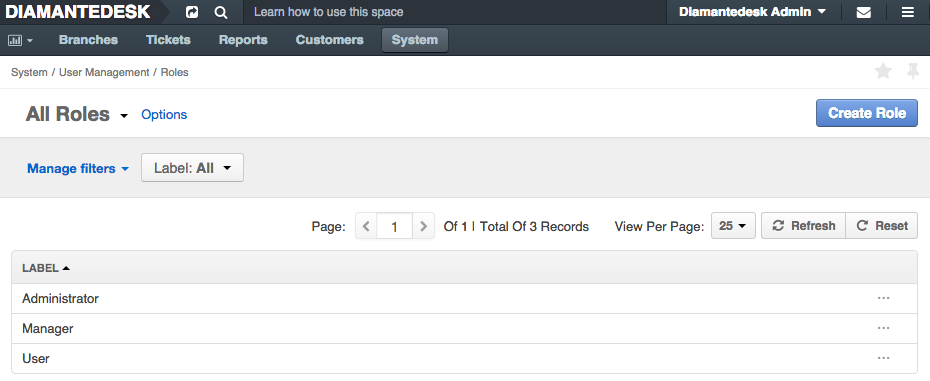 DIAMANTEDESK Learn how to use this space Diamantedesk Admin
Branches Tickets Reports Customers System
System / User Management / Roles
All Roles Options Create Role
Manage filters Label: All
Page: 1 Of 1 | Total Of 3 Records View Per Page: 25 Refresh Reset
LABEL
Administrator ...
Manager ...
User ...